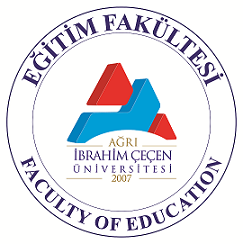 EĞİTİM FAKÜLTESİ
AĞRI
İBRAHİM ÇEÇEN
ÜNİVERSİTESİ
2007
FACULTY OF EDUCATION